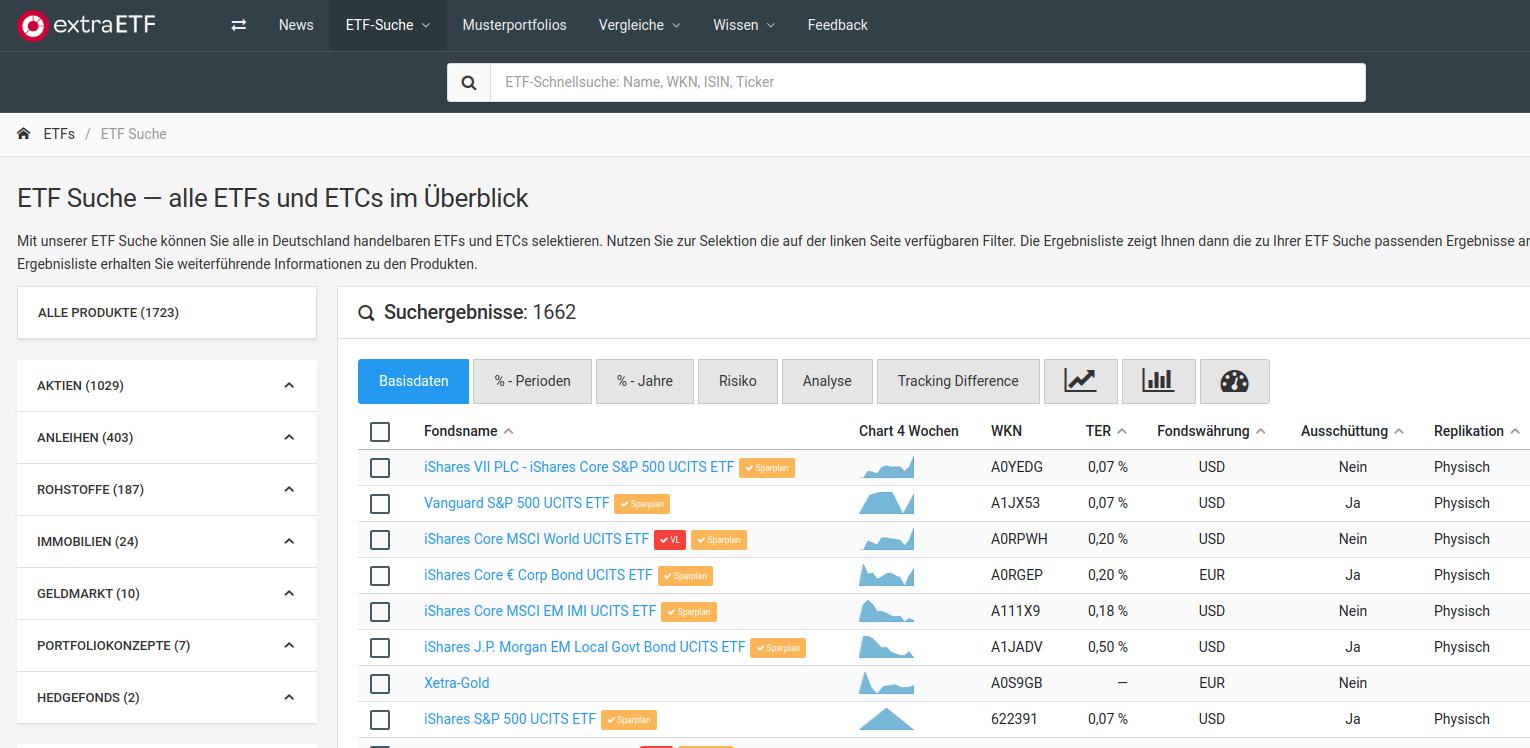 extraETF
News
ETF-Suche
Musterportfolios
Vergleiche
Wissen
Feedback
ETF-Schnellsuche: Name, WKN, ISIN, Ticker
ETFs / ETF Suche
ETF Suche — alle ETFs und ETCs im Überblick
Mit unserer ETF Suche können Sie alle in Deutschland handelbaren ETFs und ETCs selektieren. Nutzen Sie zur Selektion die auf der linken Seite verfügbaren Filter. Die Ergebnisliste zeigt Ihnen dann die zu Ihrer ETF Suche passenden Ergebnisse
Ergebnisliste erhalten Sie weiterführende Informationen zu den Produkten.
ALLE PRODUKTE (1723)
AKTIEN (1029)
ANLEIHEN (403)
ROHSTOFFE (187)
IMMOBILIEN (24)
GELDMARKT (10)
PORTFOLIOKONZEPTE (7)
HEDGEFONDS (2)
Suchergebnisse: 1662
Basisdaten
% - Perioden
% - Jahre
Risiko
Analyse
Tracking Difference
Fondsname Chart 4 Wochen WKN TER Fondswährung Ausschüttung Replikation
iShares VII PLC - iShares Core S&P 500 UCITS ETF Sparplan A0YEDG 0,07 % USD Nein Physisch
Vanguard S&P 500 UCITS ETF Sparplan A1JX53 0,07 % USD Ja Physisch
iShares Core MSCI World UCITS ETF VL Sparplan A0RPWH 0,20 % USD Nein Physisch
iShares Core € Corp Bond UCITS ETF Sparplan A0RGEP 0,20 % EUR Ja Physisch
iShares Core MSCI EM IMI UCITS ETF Sparplan A111X9 0,18 % USD Nein Physisch
iShares J.P. Morgan EM Local Govt Bond UCITS ETF Sparplan A1JADV 0,50 % USD Ja Physisch
Xetra-Gold A0S9GB — EUR Nein
iShares S&P 500 UCITS ETF Sparplan 622391 0,07 % USD Ja Physisch